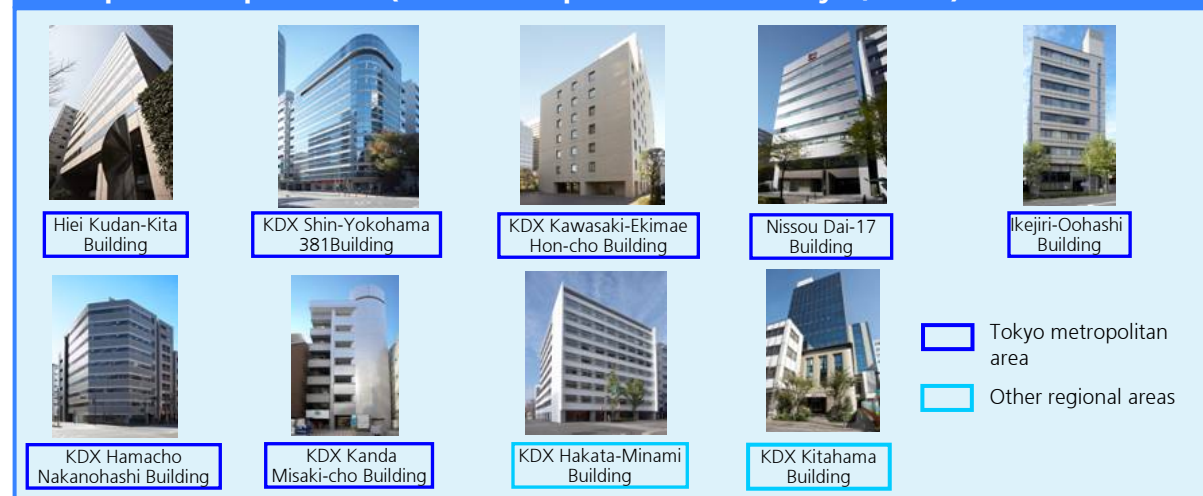 Hiei Kudan-Kita
Building
KDX Shin-Yokohama
381Building
KDX Kawasaki-Ekimae
Hon-cho Building
Nissou Dai-17
Building
Ikejiri-Oohashi
Building
KDX Hamacho
Nakanohashi Building
KDX Kanda
Misaki-cho Building
KDX Hakata-Minami
Building
KDX Kitahama
Building
Tokyo metropolitan
area
Other regional areas